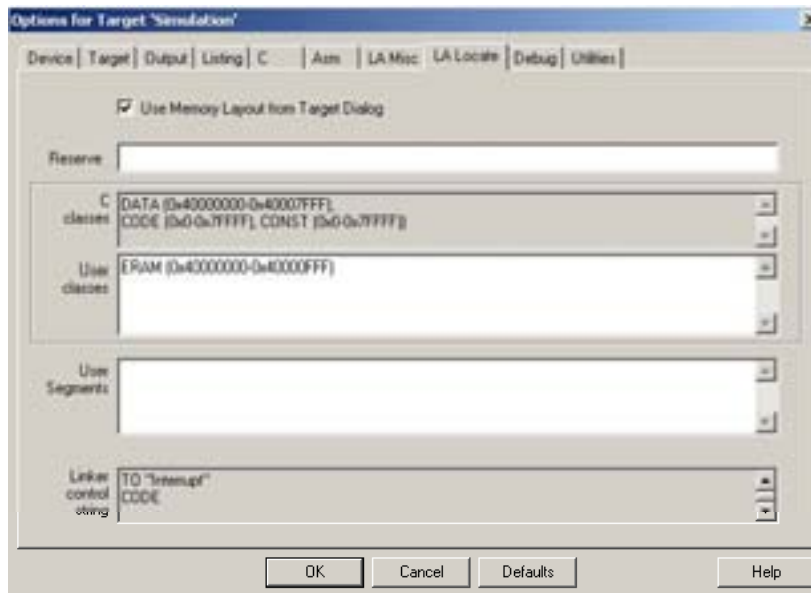 Options for Target 'Simulation'
Device Target Output Listing C Asm LA Misc LA Locate Debug Utilities
Use Memory Layout from Target Dialog
Reserve
C classes
DATA (0x40000000-0x40007FFF),
CODE (0x0-0x7FFFF), CONST (0x0-0x7FFFF))
User classes
ERAM (0x40000000-0x40000FFF)
User Segments
Linker control string
TO "Interrupt"
CODE
OK Cancel Defaults Help